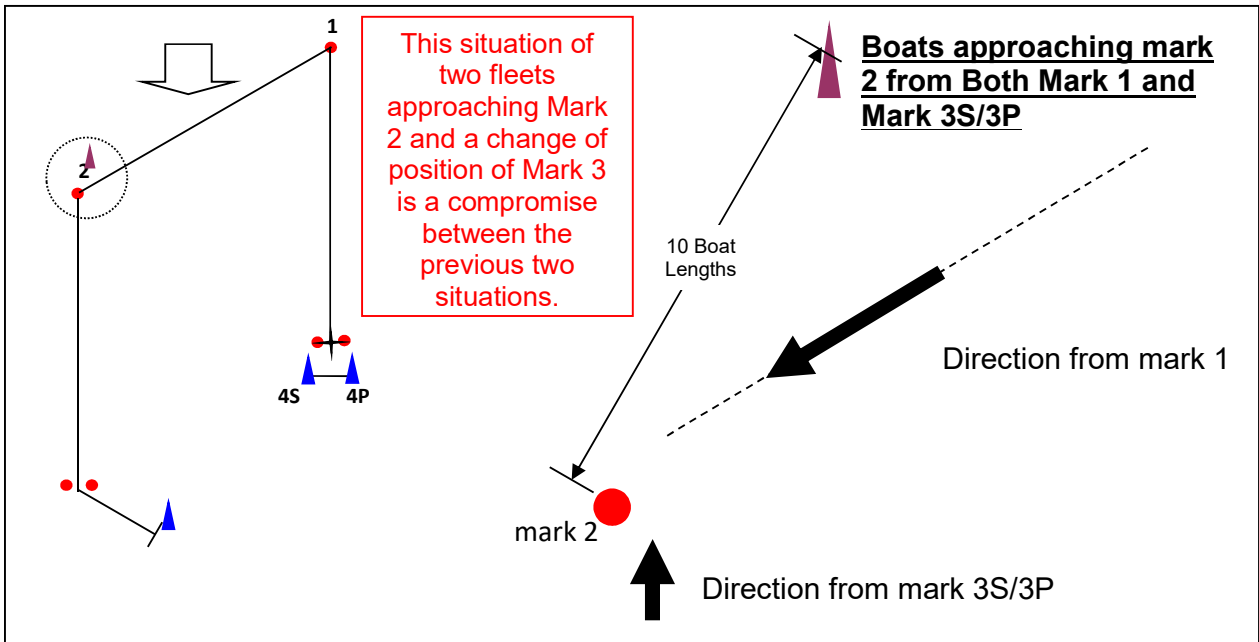 1
This situation of
two fleets
approaching Mark
2 and a change of
position of Mark 3
is a compromise
between the
previous two
situations.
Boats approaching mark
2 from Both Mark 1 and
Mark 3S/3P
2
10 Boat
Lengths
Direction from mark 1
4S 4P
mark 2
Direction from mark 3S/3P